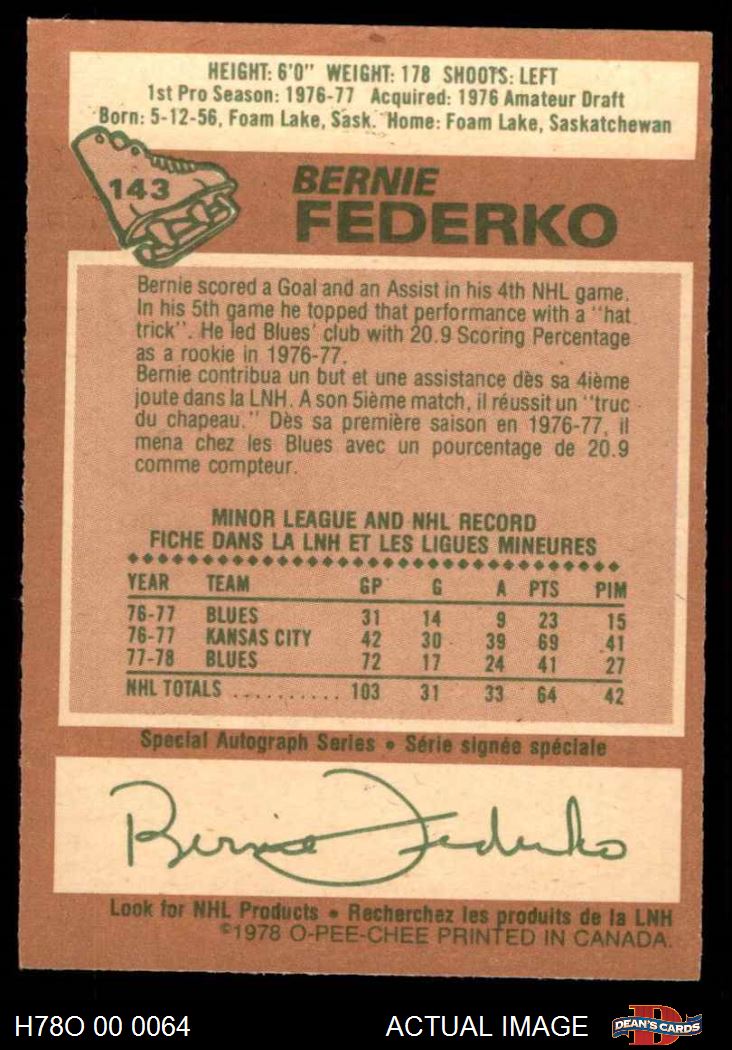 HEIGHT: 6'0" WEIGHT: 178 SHOOTS: LEFT
1st Pro Season: 1976-77 Acquired: 1976 Amateur Draft
Born: 5-12-56, Foam Lake, Sask. Home: Foam Lake, Saskatchewan
143
BERNIE
FEDERKO
Bernie scored a Goal and an Assist in his 4th NHL game.
In his 5th game he topped that performance with a "hat
trick". He led Blues' club with 20.9 Scoring Percentage
as a rookie in 1976-77.
Bernie contribua un but et une assistance dès sa 4ième
joute dans la LNH. A son 5ième match, il réussit un "truc
du chapeau." Dès sa première saison en 1976-77, il
mena chez les Blues avec un pourcentage de 20.9
comme compteur.
MINOR LEAGUE AND NHL RECORD
FICHE DANS LA LNH ET LES LIGUES MINEURES
YEAR TEAM GP G A PTS PIM
76-77 BLUES 31 14 9 23 15
76-77 KANSAS CITY 42 30 39 69 41
77-78 BLUES 72 17 24 41 27
NHL TOTALS .......... 103 31 33 64 42
Special Autograph Series • Série signée spéciale
Bernie Federko
Look for NHL Products • Recherchez les produits de la LNH
©1978 O-PEE-CHEE PRINTED IN CANADA.
H78O 00 0064 ACTUAL IMAGE D DEAN'S CARDS